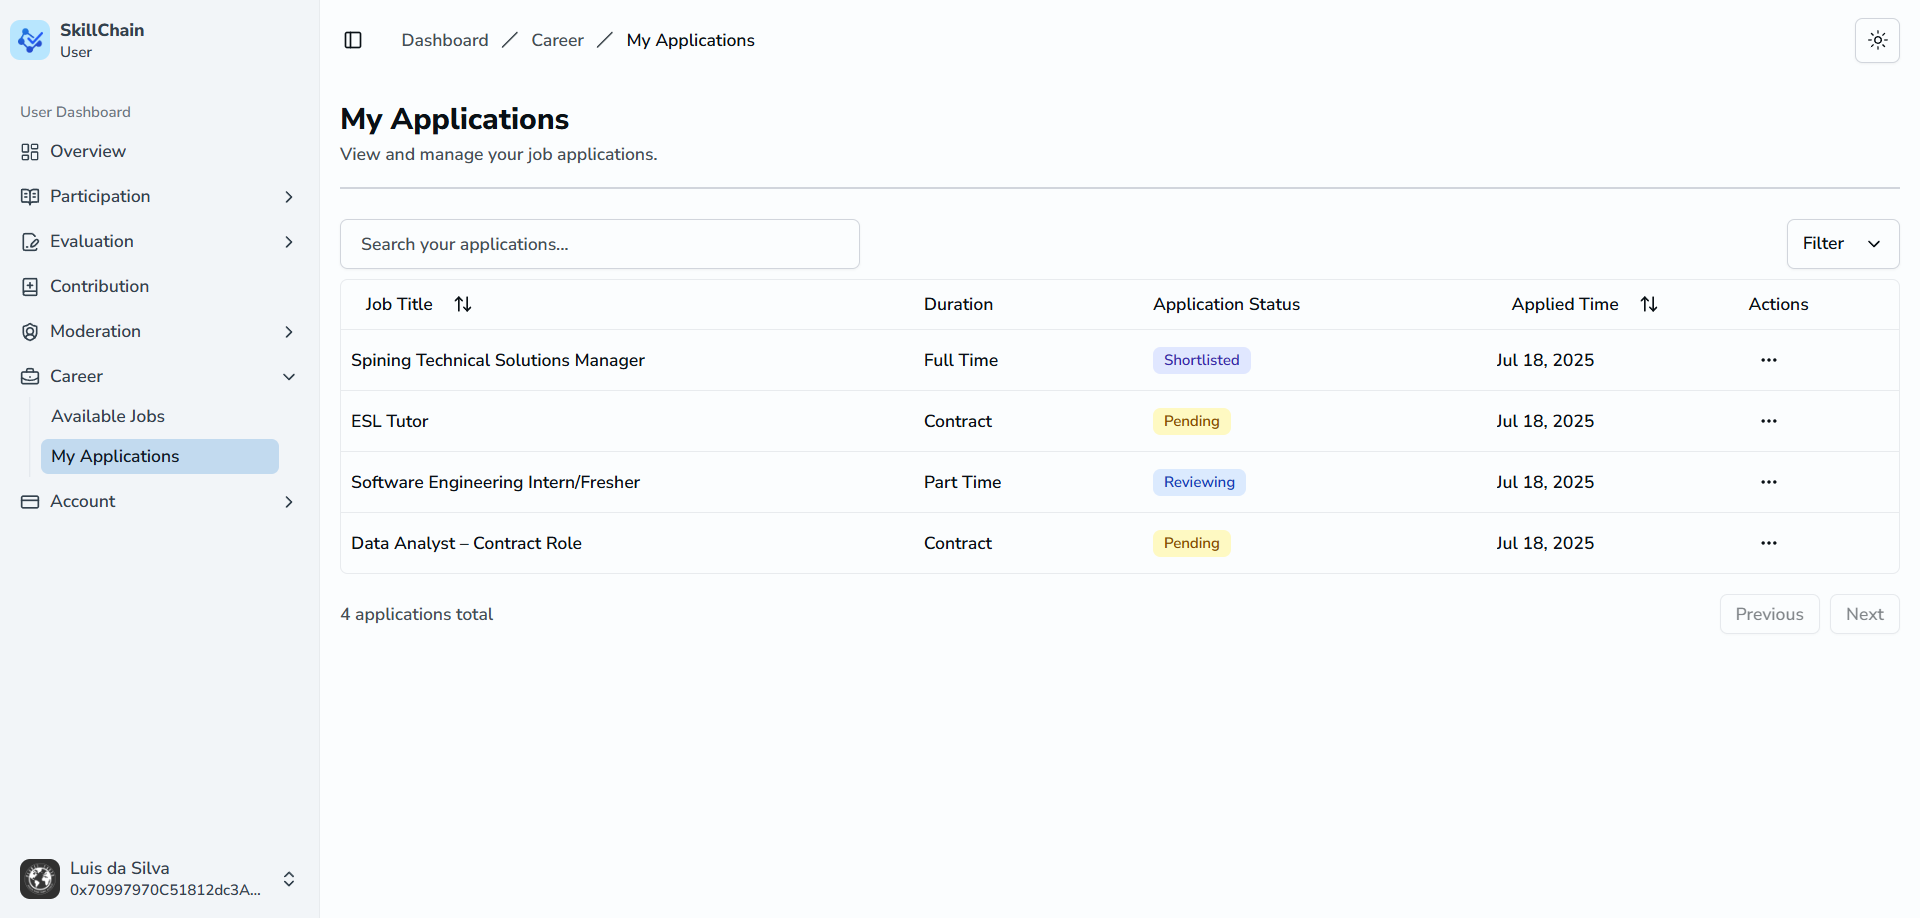 SkillChain
User
User Dashboard
Overview
Participation
Evaluation
Contribution
Moderation
Career
Available Jobs
My Applications
Account
Luis da Silva
0x70997970C51812dc3A...
Dashboard / Career / My Applications
My Applications
View and manage your job applications.
Search your applications...
Filter
Job Title Duration Application Status Applied Time Actions
Spining Technical Solutions Manager Full Time Shortlisted Jul 18, 2025 ...
ESL Tutor Contract Pending Jul 18, 2025 ...
Software Engineering Intern/Fresher Part Time Reviewing Jul 18, 2025 ...
Data Analyst – Contract Role Contract Pending Jul 18, 2025 ...
4 applications total
Previous Next